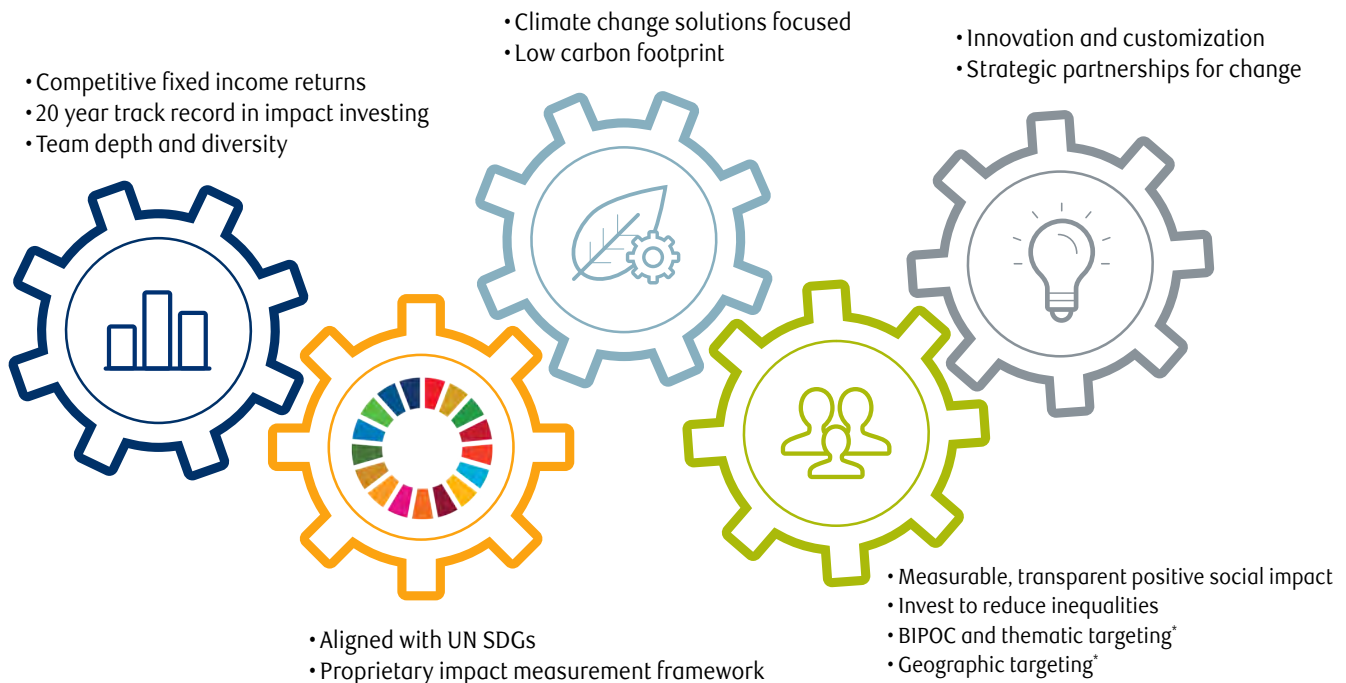 • Competitive fixed income returns
• 20 year track record in impact investing
• Team depth and diversity
• Climate change solutions focused
• Low carbon footprint
• Innovation and customization
• Strategic partnerships for change
• Aligned with UN SDGs
• Proprietary impact measurement framework
• Measurable, transparent positive social impact
• Invest to reduce inequalities
• BIPOC and thematic targeting*
• Geographic targeting*